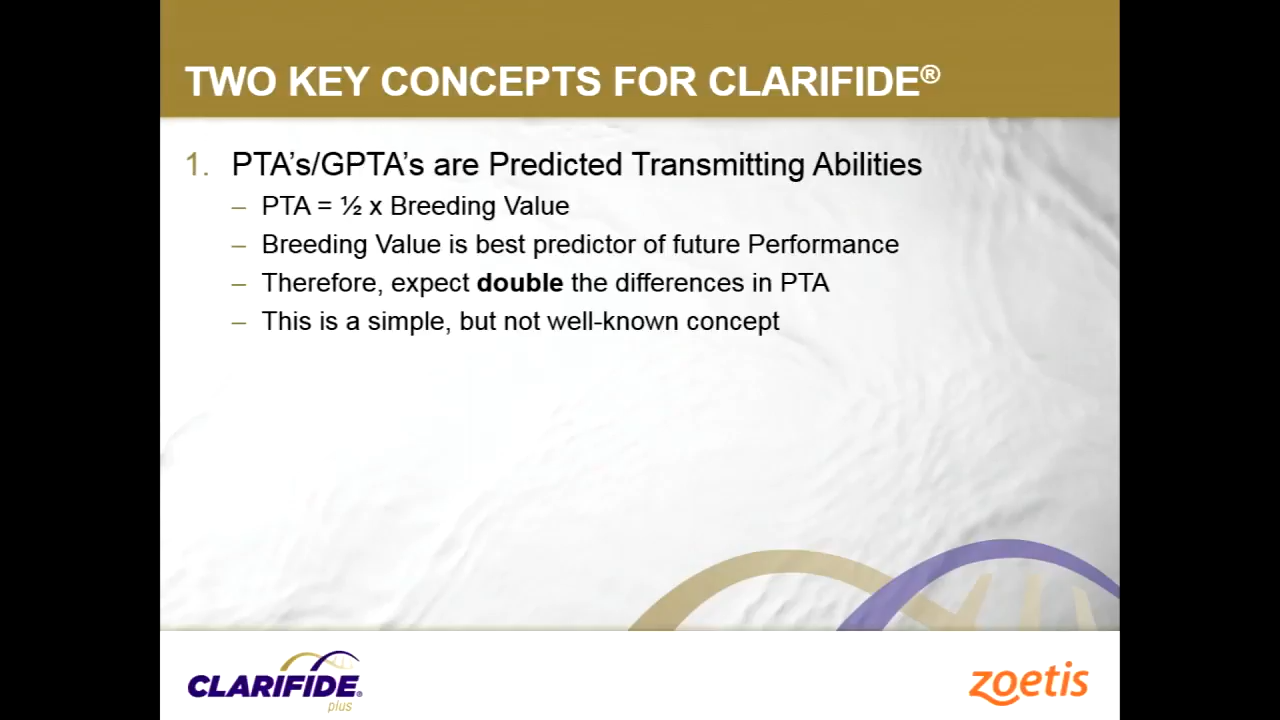 TWO KEY CONCEPTS FOR CLARIFIDE®
1. PTA’s/GPTA’s are Predicted Transmitting Abilities
– PTA = ½ x Breeding Value
– Breeding Value is best predictor of future Performance
– Therefore, expect double the differences in PTA
– This is a simple, but not well-known concept
CLARIFIDE®
plus
zoetis